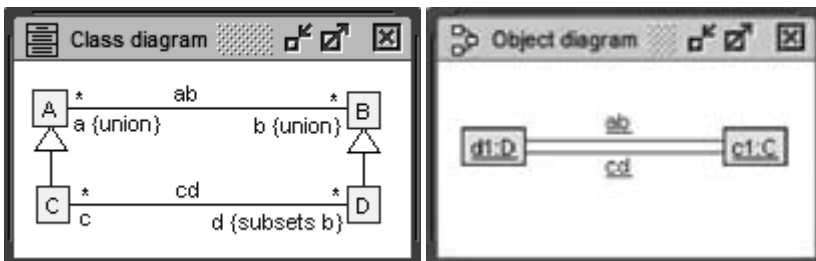 Class diagram
* ab *
A B
a {union} b {union}
* cd *
C D
c d {subsets b}
Object diagram
ab
d1:D c1:C
cd